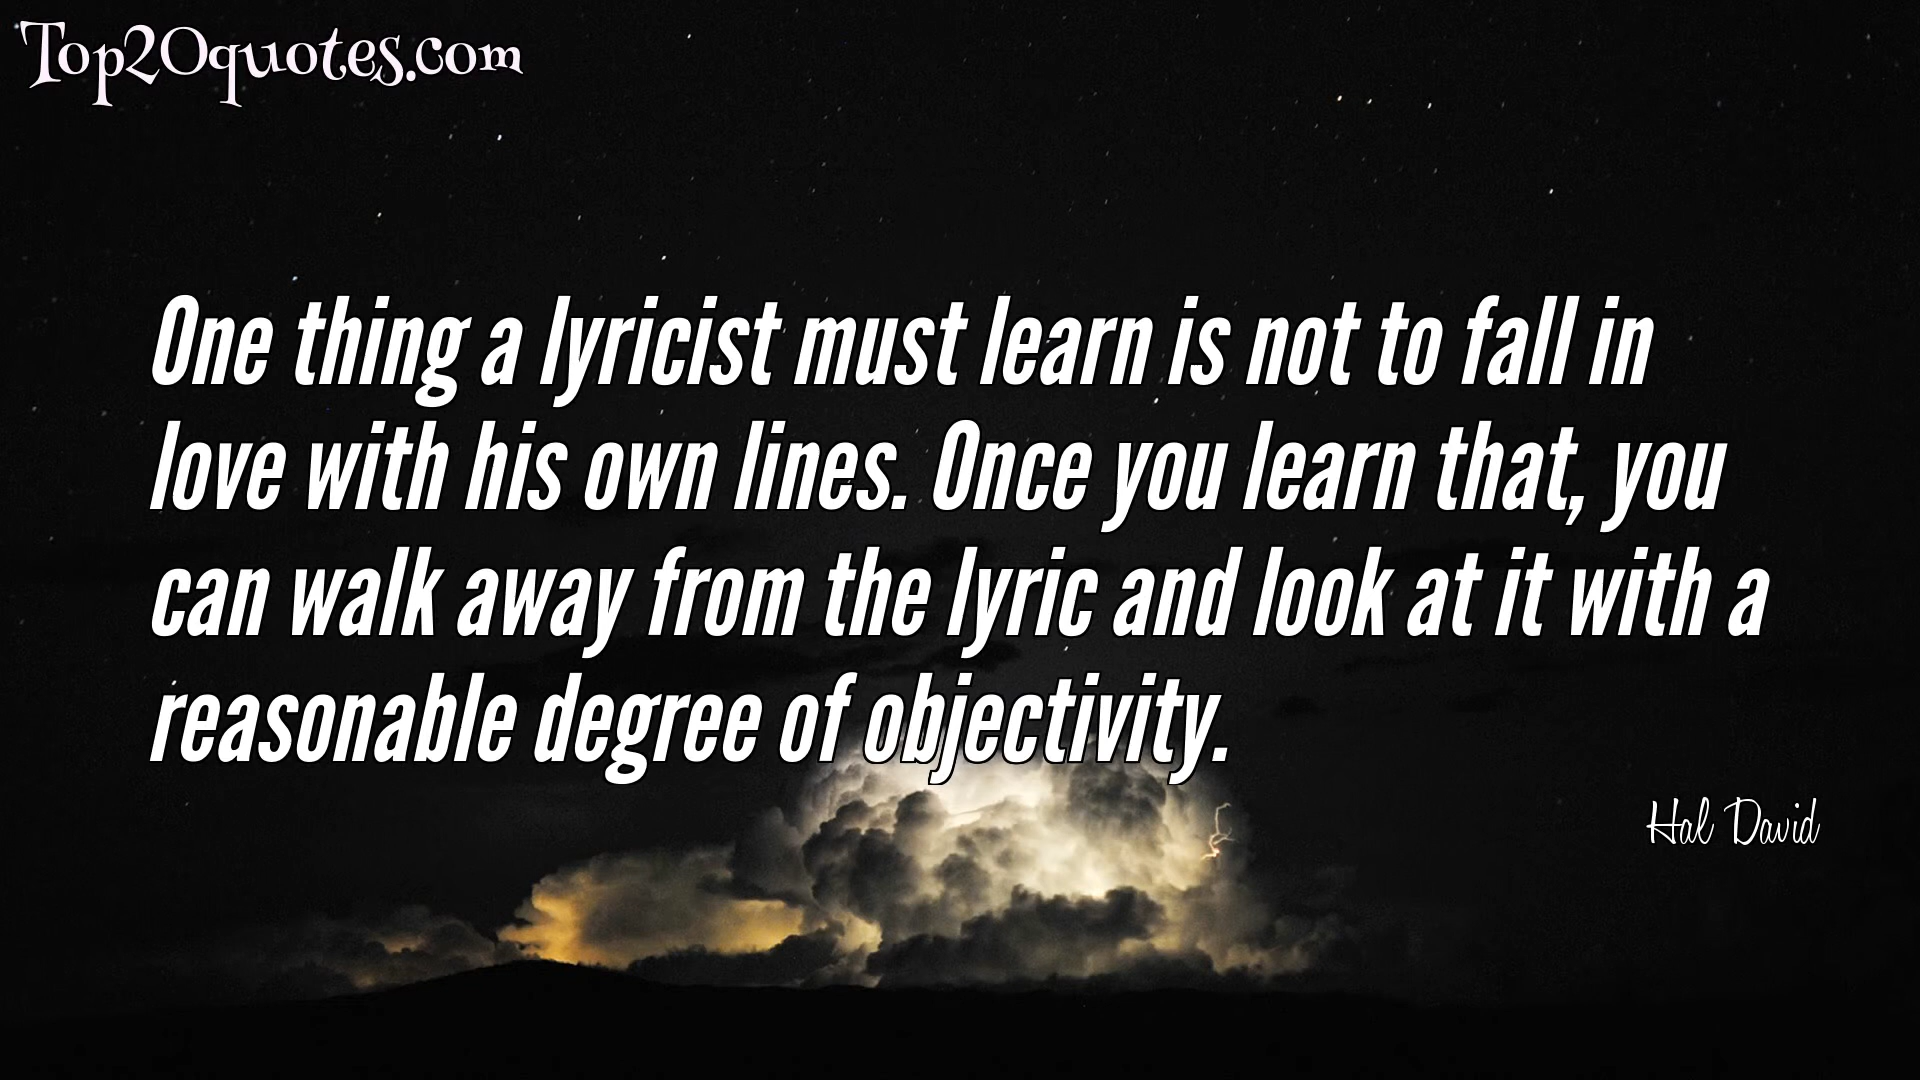 Top20quotes.com
One thing a lyricist must learn is not to fall in
love with his own lines. Once you learn that, you
can walk away from the lyric and look at it with a
reasonable degree of objectivity.
Hal David